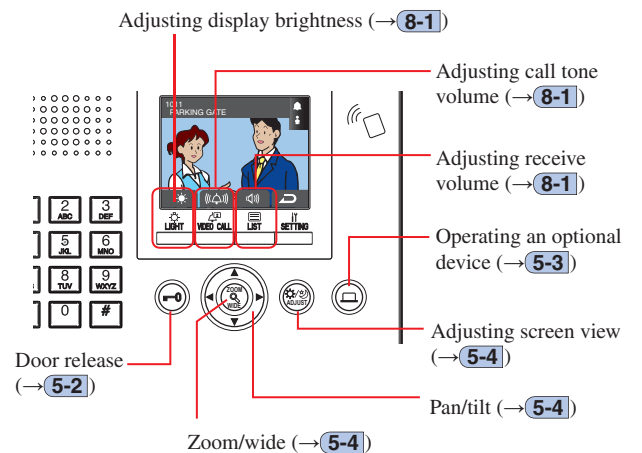 Adjusting display brightness (→8-1)
Adjusting call tone
volume (→8-1)
1011
PARKING GATE
Adjusting receive
volume (→8-1)
LIGHT
VIDEO CALL
LIST
SETTING
2
ABC
3
DEF
5
JKL
6
MNO
8
TUV
9
WXYZ
0
#
Operating an optional
device (→5-3)
ZOOM
WIDE
ADJUST
Adjusting screen view
(→5-4)
Door release
(→5-2)
Pan/tilt (→5-4)
Zoom/wide (→5-4)